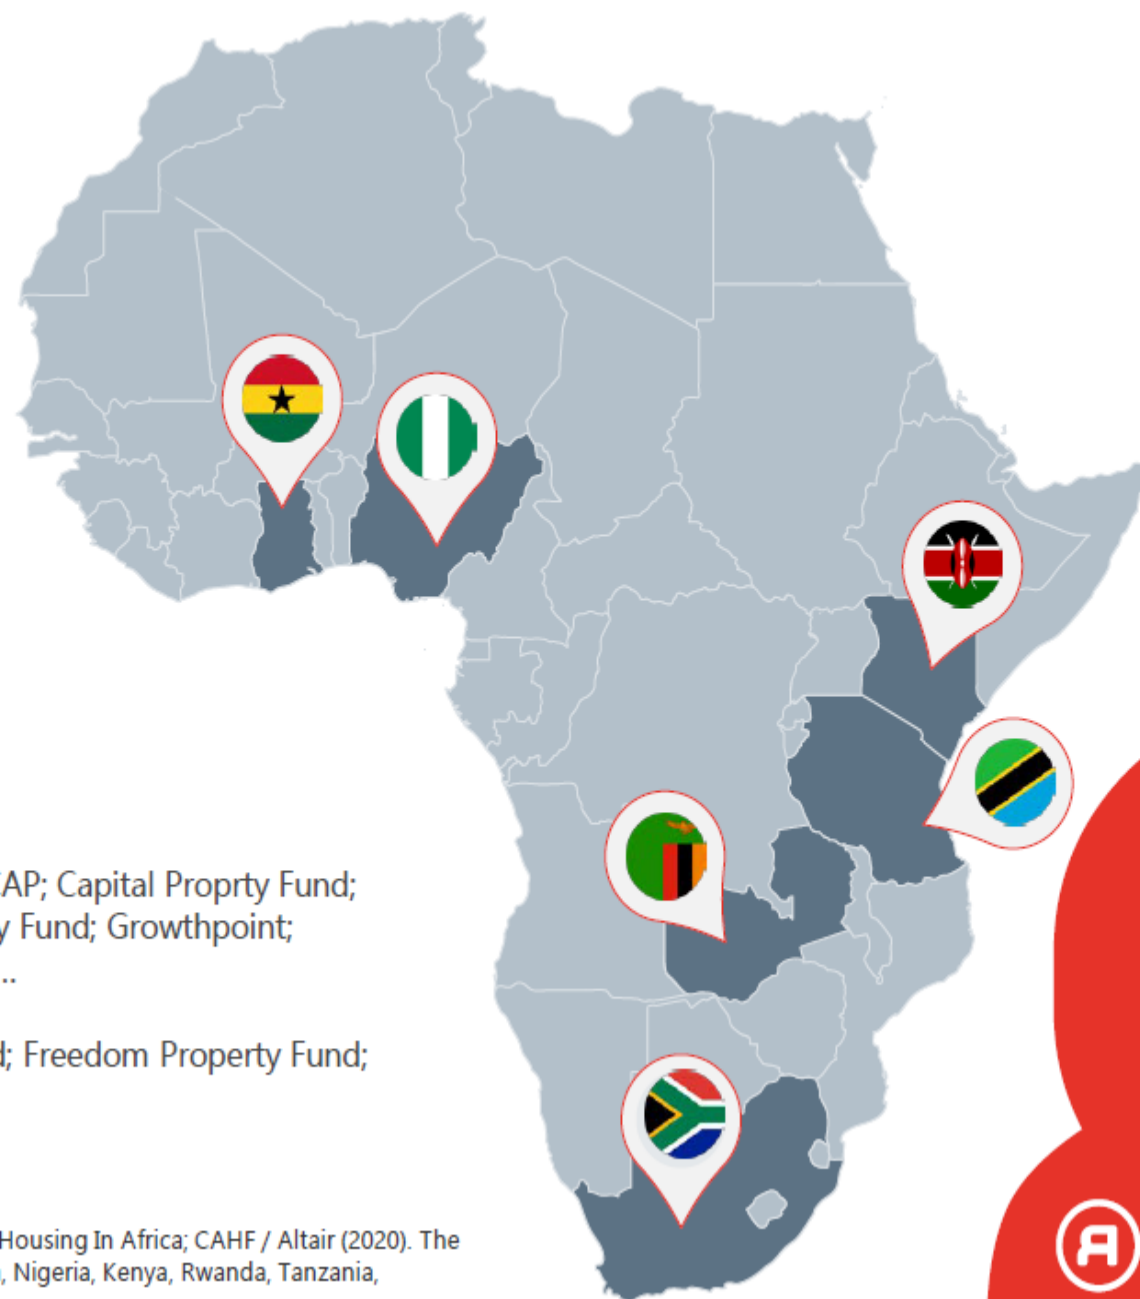 CAP; Capital Proprty Fund;
y Fund; Growthpoint;
..
; Freedom Property Fund;
Housing In Africa; CAHF / Altair (2020). The
, Nigeria, Kenya, Rwanda, Tanzania,